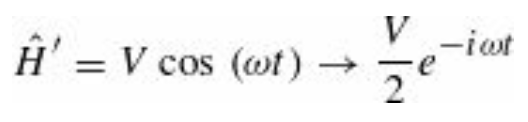 Ĥ′ = V cos (ωt) → V/2 e^{−iωt}